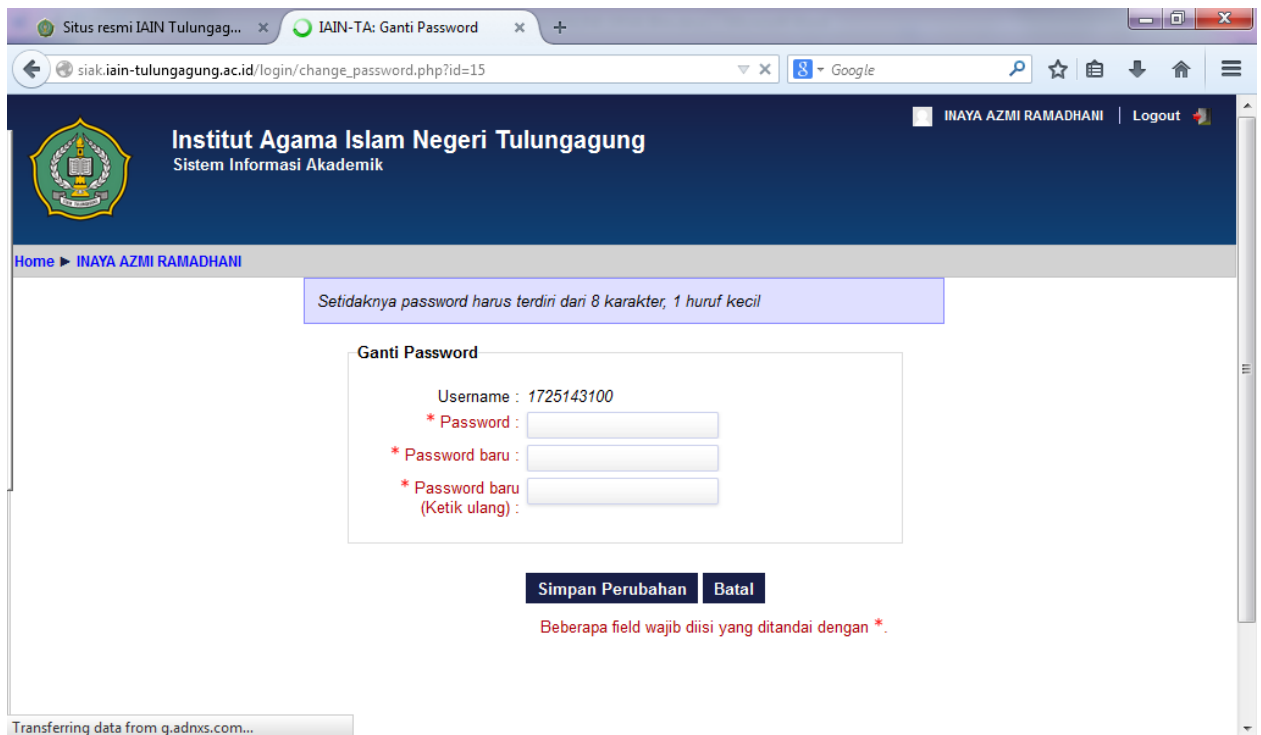 Situs resmi IAIN Tulungag...
IAIN-TA: Ganti Password
siak.iain-tulungagung.ac.id/login/change_password.php?id=15
Google
INAYA AZMI RAMADHANI | Logout
Institut Agama Islam Negeri Tulungagung
Sistem Informasi Akademik
Home ► INAYA AZMI RAMADHANI
Setidaknya password harus terdiri dari 8 karakter, 1 huruf kecil
Ganti Password
Username : 1725143100
* Password :
* Password baru :
* Password baru
(Ketik ulang) :
Simpan Perubahan
Batal
Beberapa field wajib diisi yang ditandai dengan *.
Transferring data from g.adnxs.com...